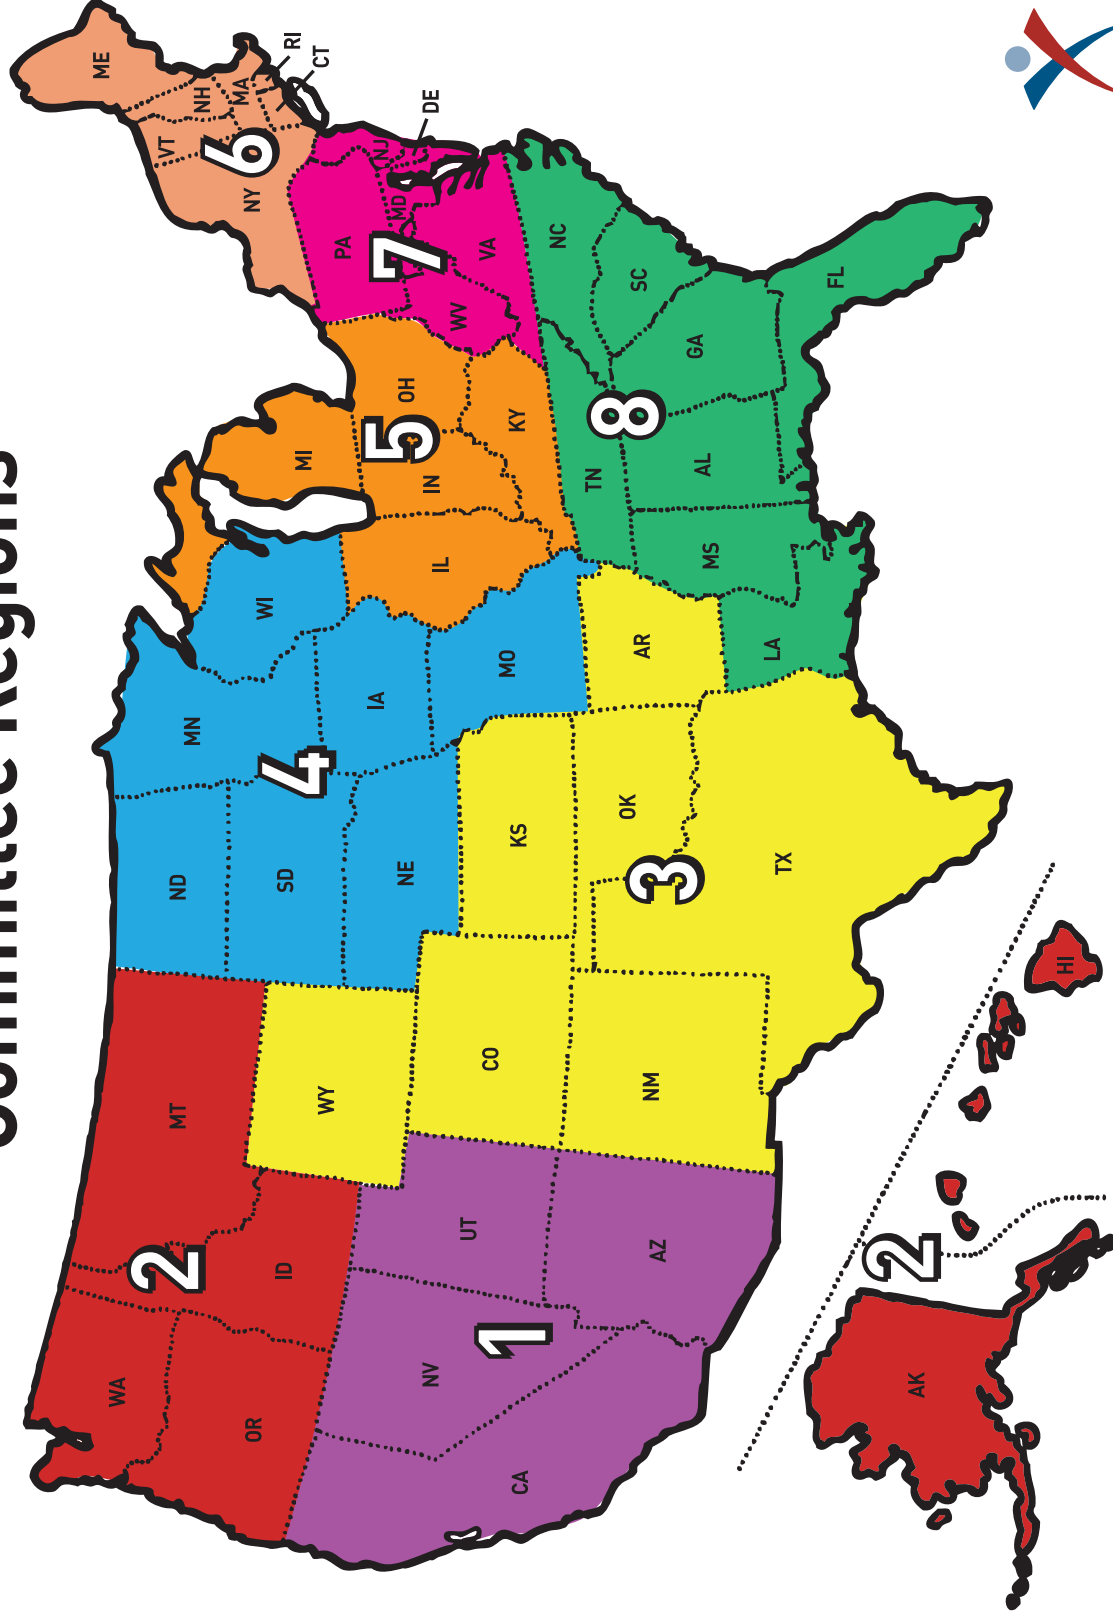 Committee Regions
ME
VT
NH
MA
RI
CT
NY
6
PA
NJ
DE
MD
7
WV
VA
NC
SC
GA
FL
TN
8
AL
MS
LA
MI
OH
5
IN
IL
KY
WI
MN
IA
MO
4
ND
SD
NE
KS
OK
AR
3
TX
WY
CO
NM
MT
2
ID
WA
OR
UT
AZ
NV
1
CA
2
AK
HI